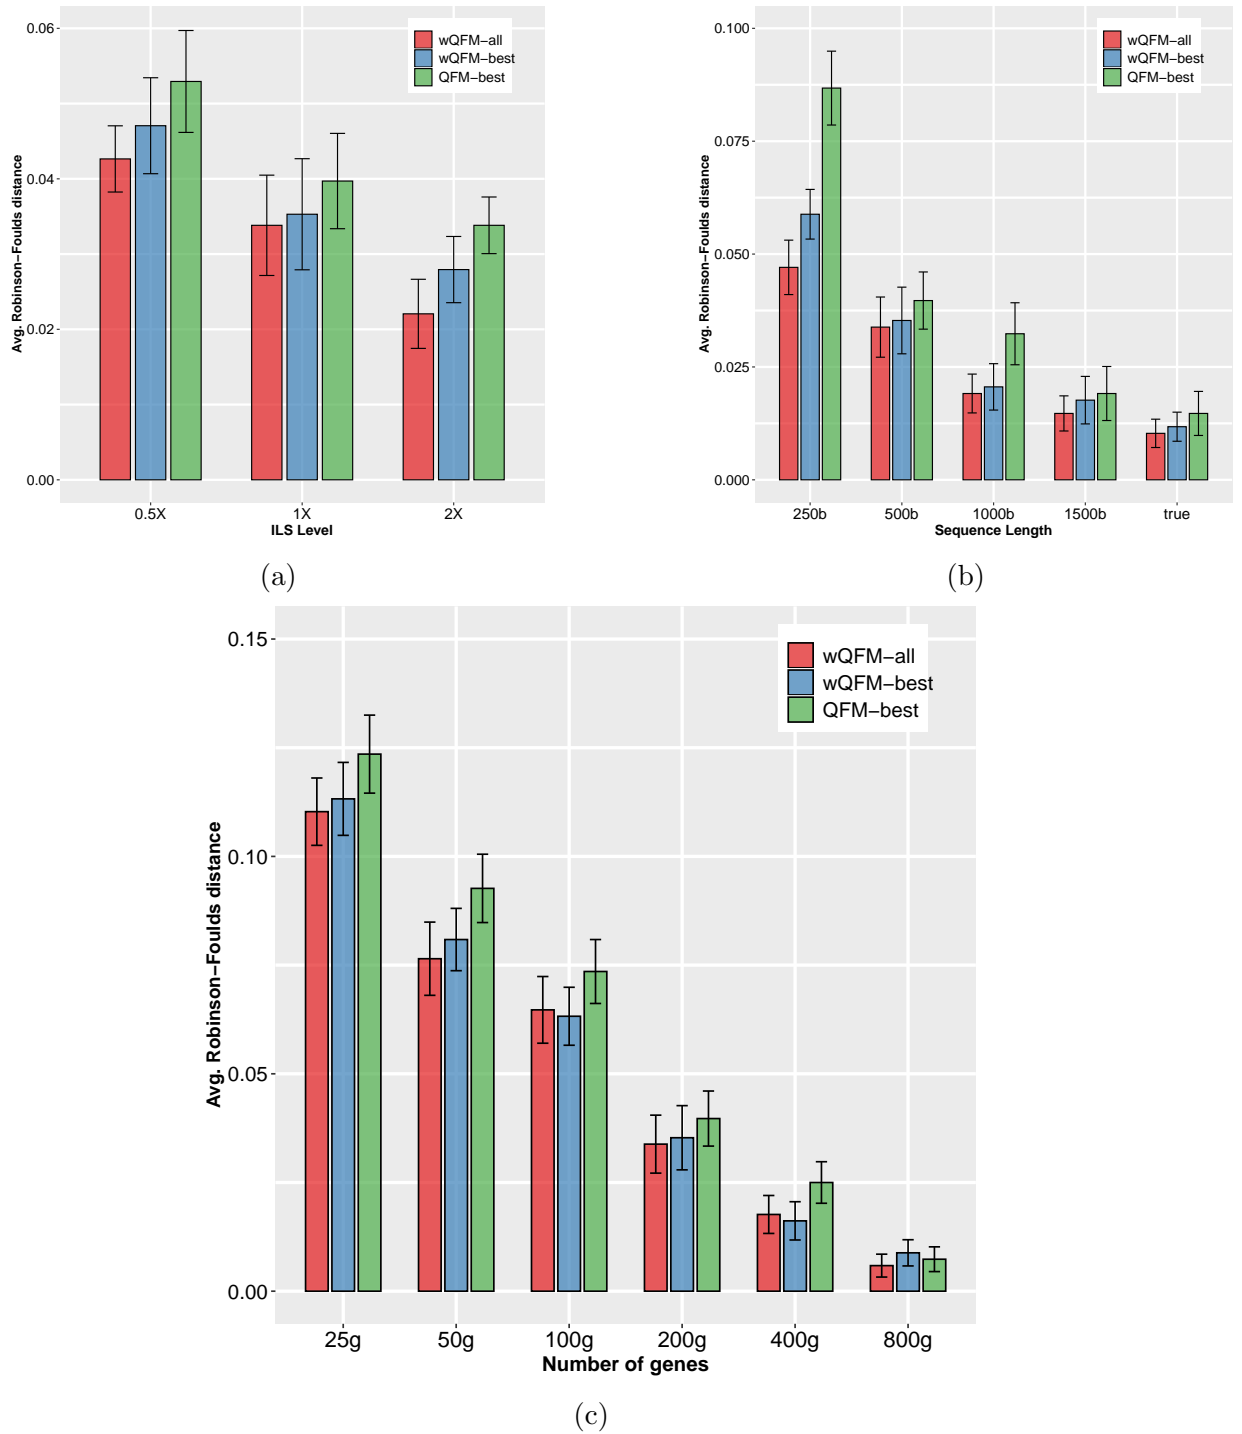 0.06
0.04
0.02
0.00
Avg. Robinson−Foulds distance
wQFM−all
wQFM−best
QFM−best
0.5X 1X 2X
ILS Level
(a)
0.100
0.075
0.050
0.025
0.000
Avg. Robinson−Foulds distance
wQFM−all
wQFM−best
QFM−best
250b 500b 1000b 1500b true
Sequence Length
(b)
0.15
0.10
0.05
0.00
Avg. Robinson−Foulds distance
wQFM−all
wQFM−best
QFM−best
25g 50g 100g 200g 400g 800g
Number of genes
(c)